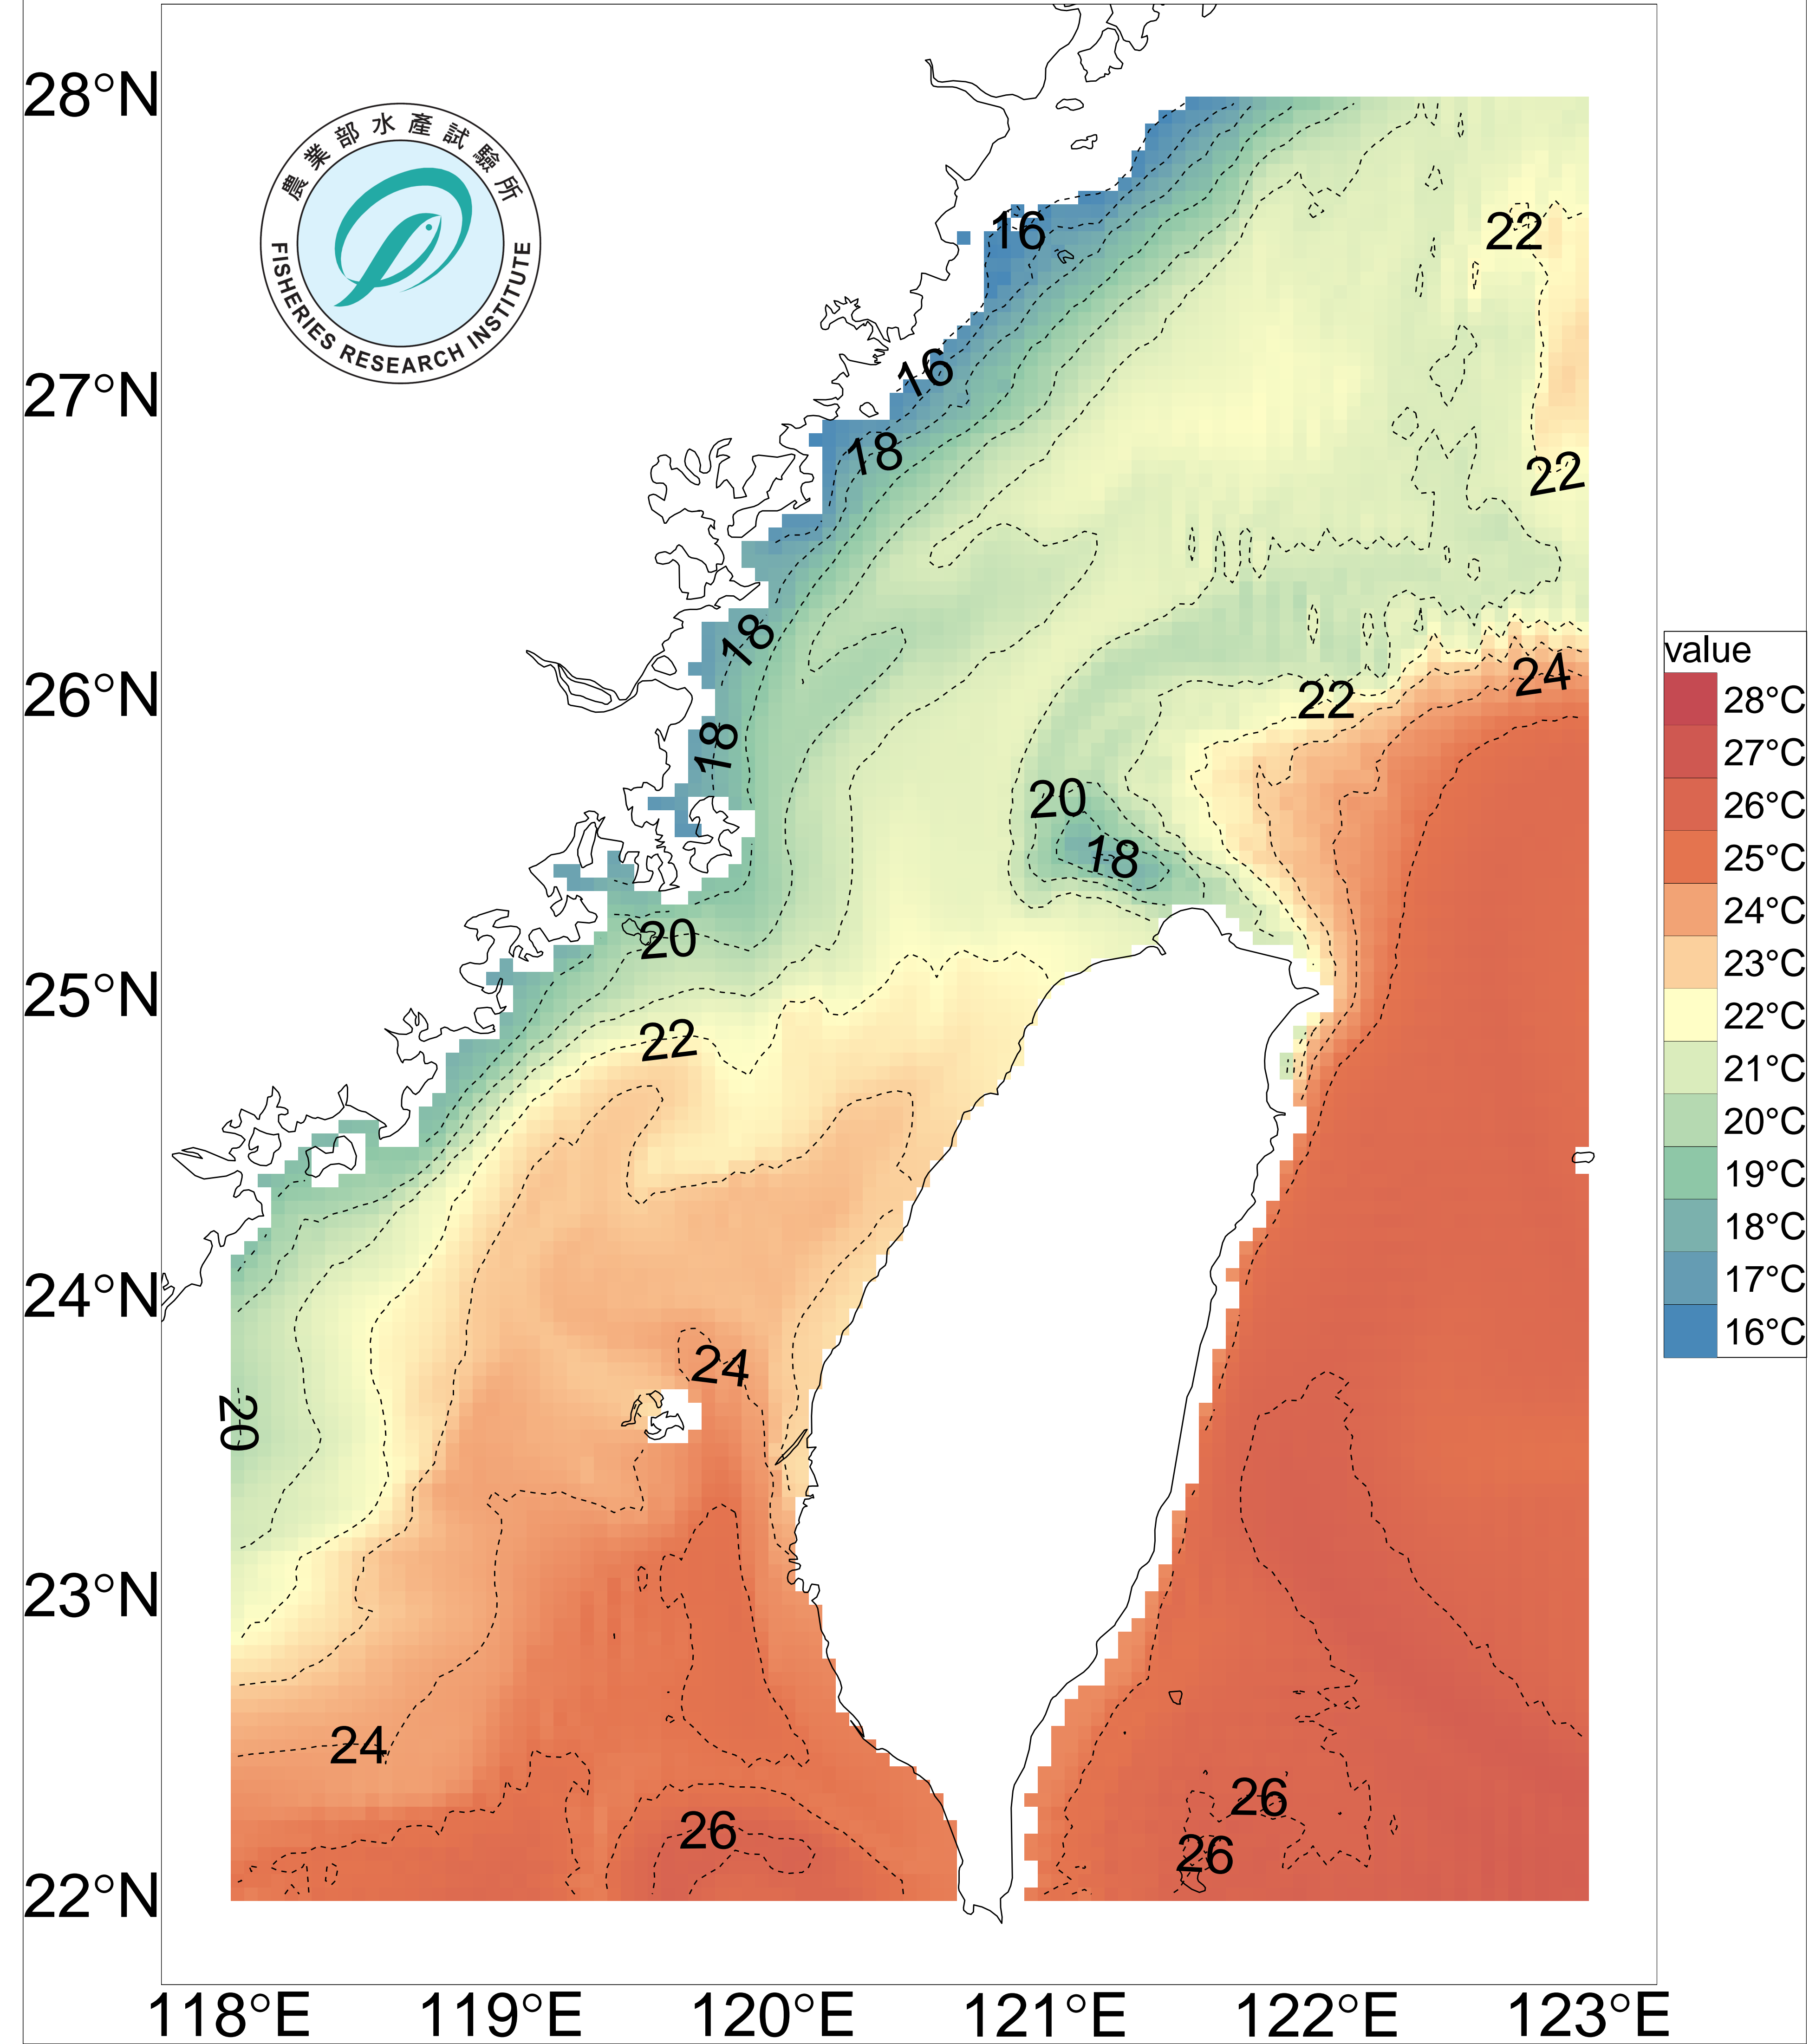 農業部水產試驗所
FISHERIES RESEARCH INSTITUTE
28°N
27°N
26°N
25°N
24°N
23°N
22°N
118°E
119°E
120°E
121°E
122°E
123°E
16
22
16
18
22
18
24
22
18
20
18
20
22
24
20
24
26
26
26
value
28°C
27°C
26°C
25°C
24°C
23°C
22°C
21°C
20°C
19°C
18°C
17°C
16°C